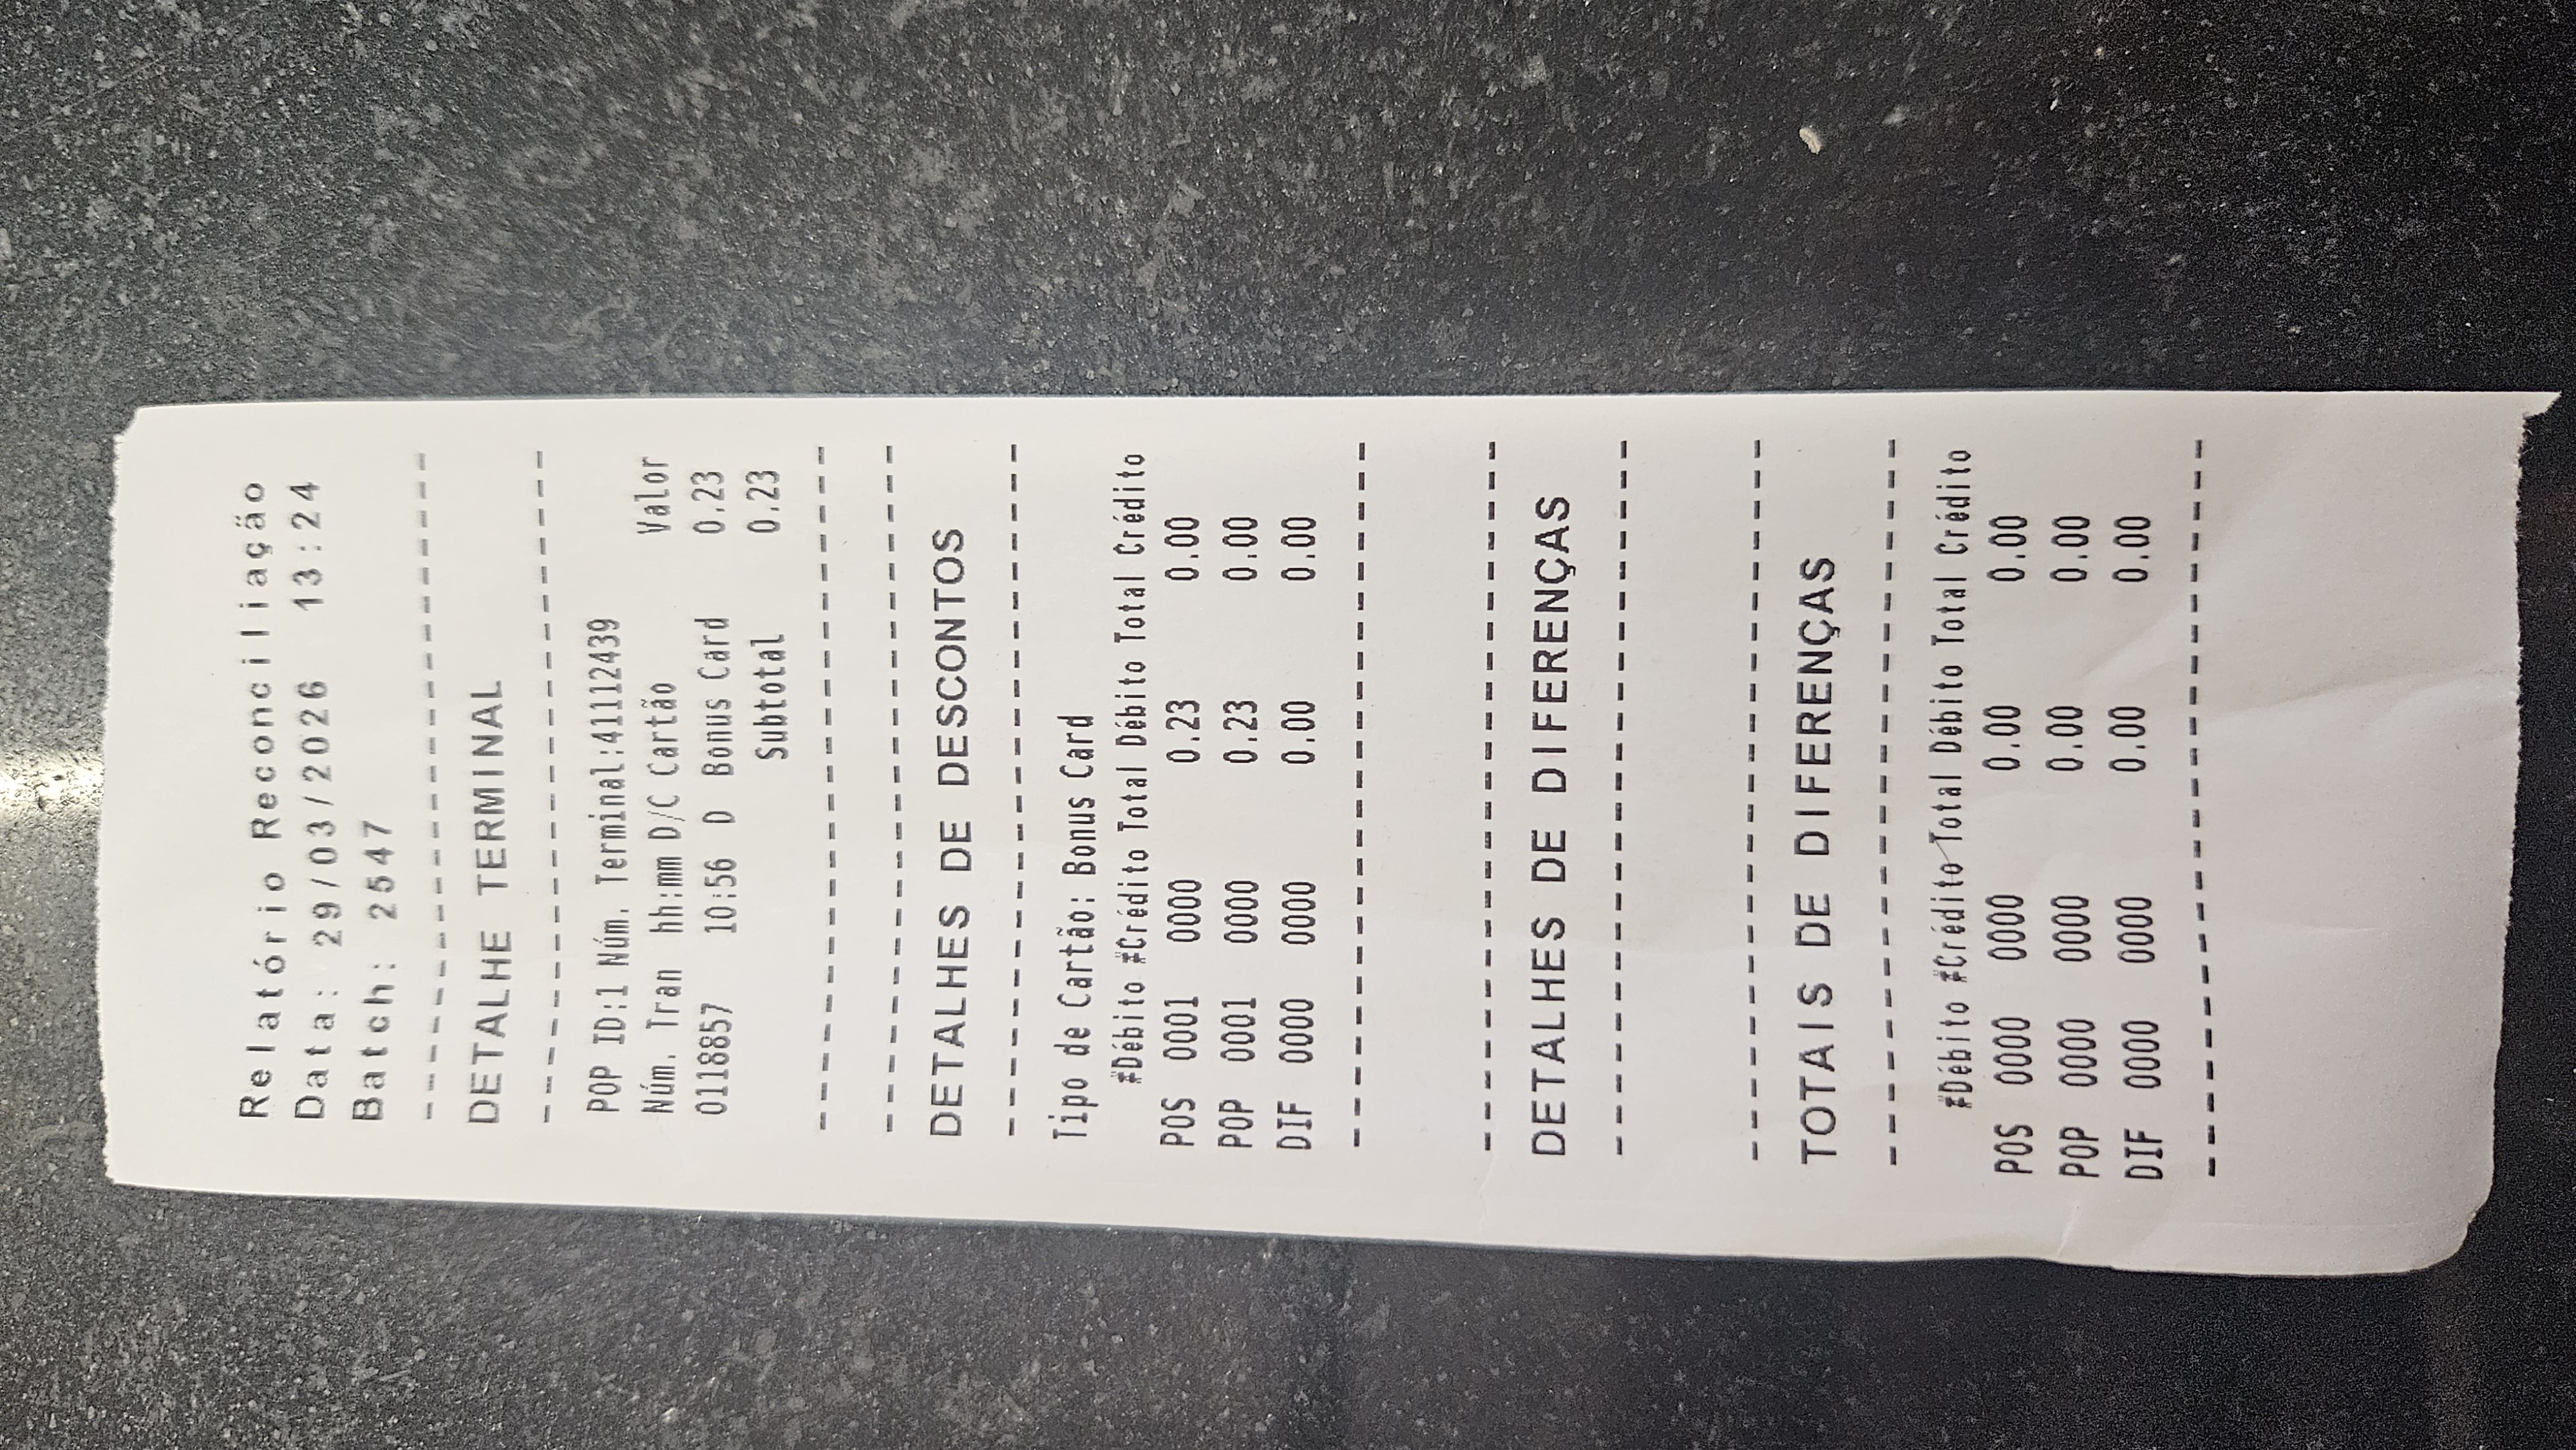 Relatório Reconciliação
Data: 29/03/2026 13:24
Batch: 2547
------------------------
DETALHE TERMINAL
------------------------
POP ID:1 Núm. Terminal:41112439
Núm. Tran hh:mm D/C Cartão Valor
0118857 10:56 D Bonus Card 0.23
Subtotal 0.23
------------------------
------------------------
DETALHES DE DESCONTOS
------------------------
Tipo de Cartão: Bonus Card
#Débito #Crédito Total Débito Total Crédito
POS 0001 0000 0.23 0.00
POP 0001 0000 0.23 0.00
DIF 0000 0000 0.00 0.00
------------------------
------------------------
DETALHES DE DIFERENÇAS
------------------------
------------------------
TOTAIS DE DIFERENÇAS
------------------------
#Débito #Crédito Total Débito Total Crédito
POS 0000 0000 0.00 0.00
POP 0000 0000 0.00 0.00
DIF 0000 0000 0.00 0.00
------------------------